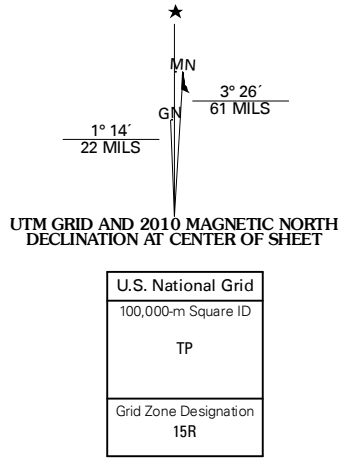 ★
MN
3° 26´
61 MILS
GN
1° 14´
22 MILS
UTM GRID AND 2010 MAGNETIC NORTH
DECLINATION AT CENTER OF SHEET
U.S. National Grid
100,000-m Square ID
TP
Grid Zone Designation
15R